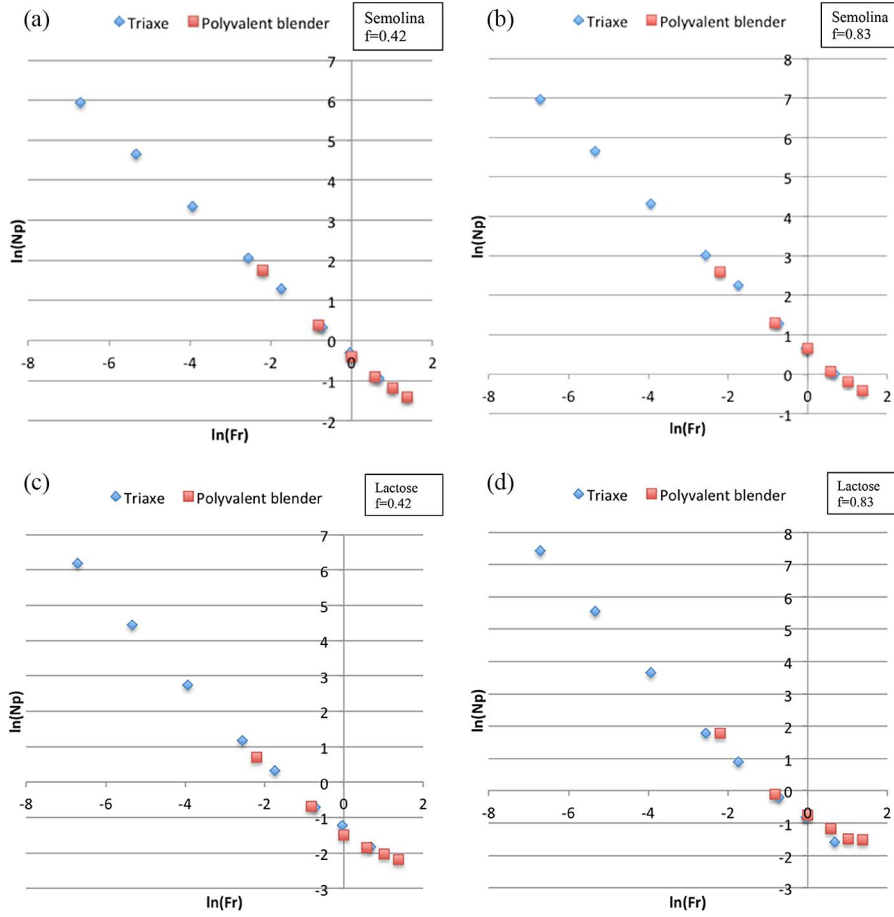 (a)
Triaxe
Polyvalent blender
Semolina
f=0.42
7
6
5
4
3
2
1
0
-1
-2
-8
-6
-4
-2
0
2
ln(Np)
ln(Fr)
(b)
Triaxe
Polyvalent blender
Semolina
f=0.83
8
7
6
5
4
3
2
1
0
-1
-8
-6
-4
-2
0
2
ln(Np)
ln(Fr)
(c)
Triaxe
Polyvalent blender
Lactose
f=0.42
7
6
5
4
3
2
1
0
-1
-2
-3
-8
-6
-4
-2
0
2
ln(Np)
ln(Fr)
(d)
Triaxe
Polyvalent blender
Lactose
f=0.83
8
7
6
5
4
3
2
1
0
-1
-2
-3
-8
-6
-4
-2
0
2
ln(Np)
ln(Fr)